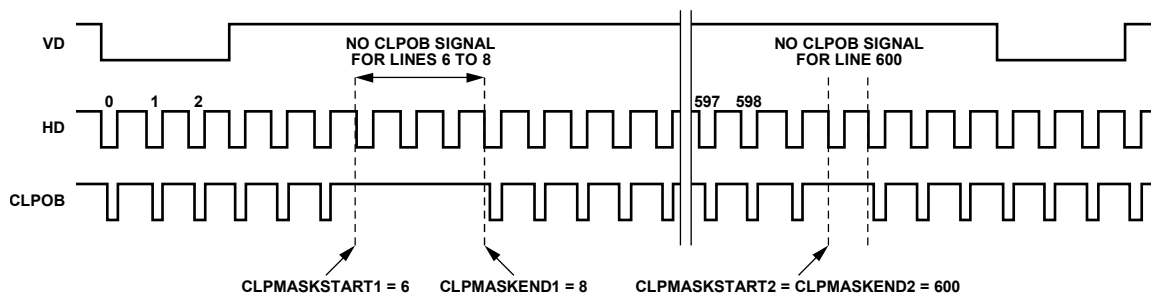 VD
NO CLPOB SIGNAL
FOR LINES 6 TO 8
NO CLPOB SIGNAL
FOR LINE 600
0 1 2 597 598
HD
CLPOB
CLPMASKSTART1 = 6 CLPMASKEND1 = 8 CLPMASKSTART2 = CLPMASKEND2 = 600